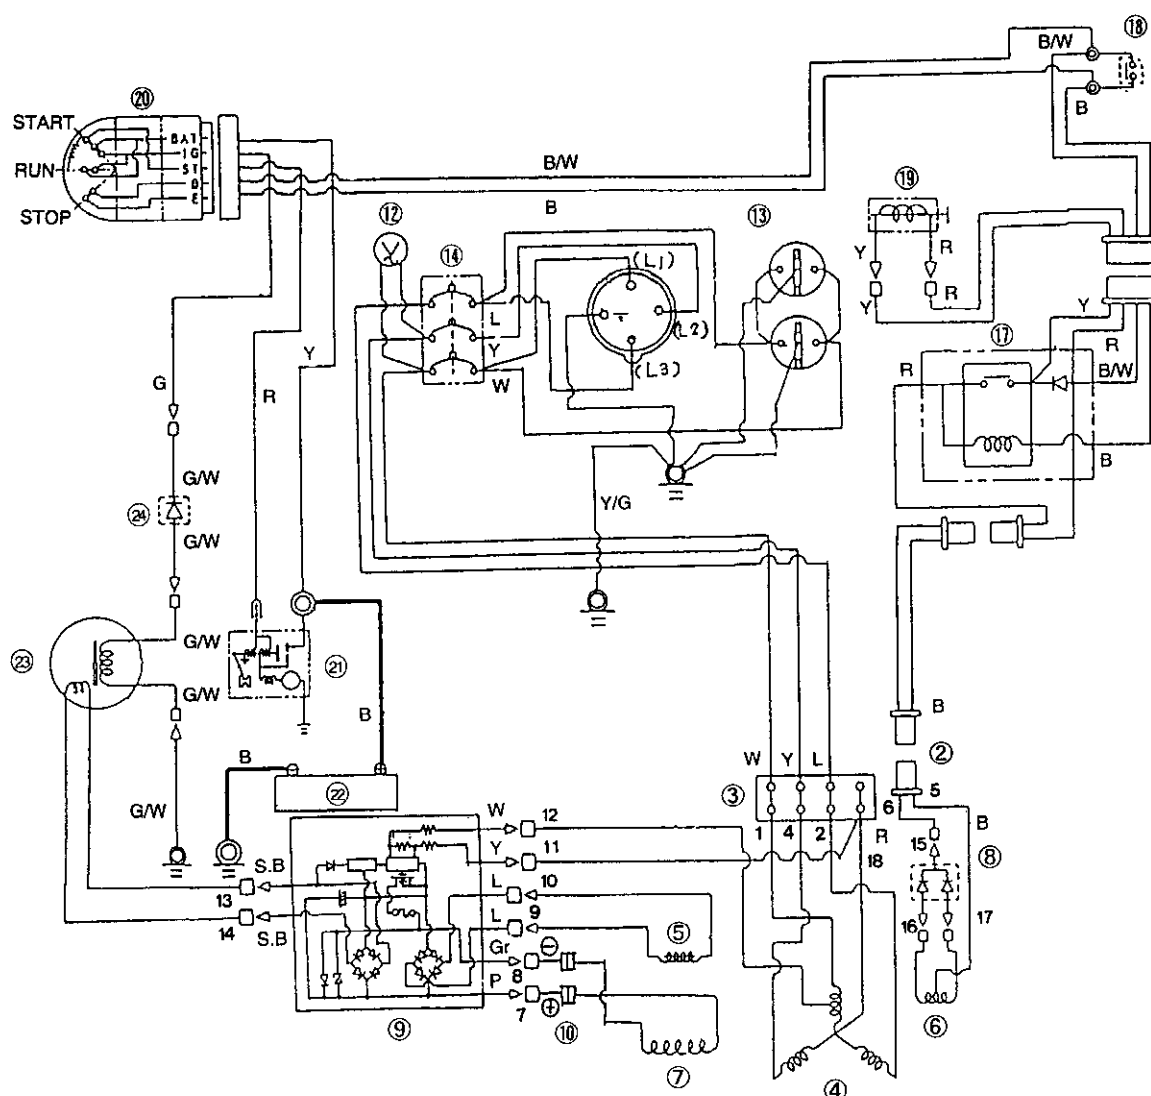 ⑱
B/W
B
⑳
START
RUN
STOP
BAT
IG
ST
E
B/W
B
⑲
Y
R
Y
R
⑫
⑭
⑬
(L1)
(L2)
(L3)
L
Y
W
Y
R
⑰
R
B/W
B
G
R
Y
G/W
㉔
G/W
Y/G
㉓
G/W
G/W
㉑
B
B
㉒
G/W
B
②
W
Y
L
③
1
4
2
6
5
R
18
B
⑧
15
16
17
⑥
W
12
Y
11
L
10
L
9
Gr
⊖
8
P
⊕
7
⑩
S.B
13
14
S.B
⑤
⑨
⑦
④